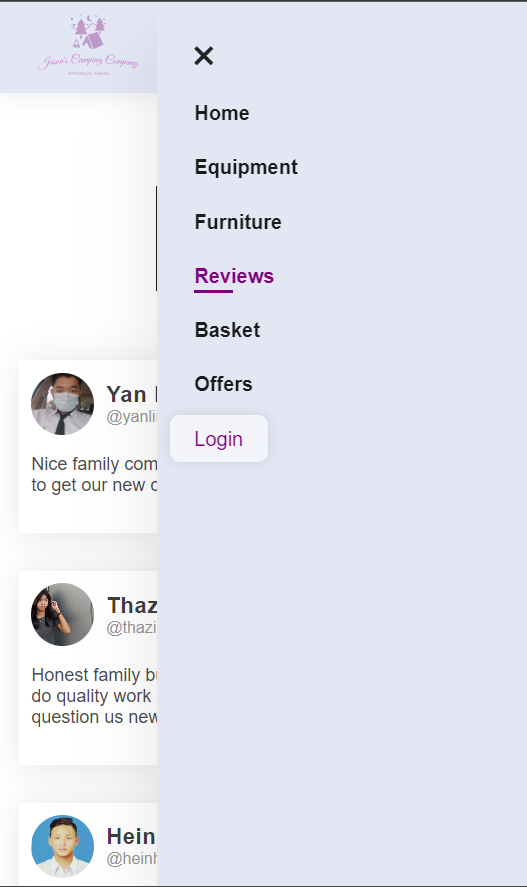 Jason's Camping Company
Adventure Awaits
Home
Equipment
Furniture
Reviews
Basket
Offers
Login
Yan
@yanli
Nice family com
to get our new c
Thaz
@thazi
Honest family bu
do quality work
question us new
Hein
@heinh